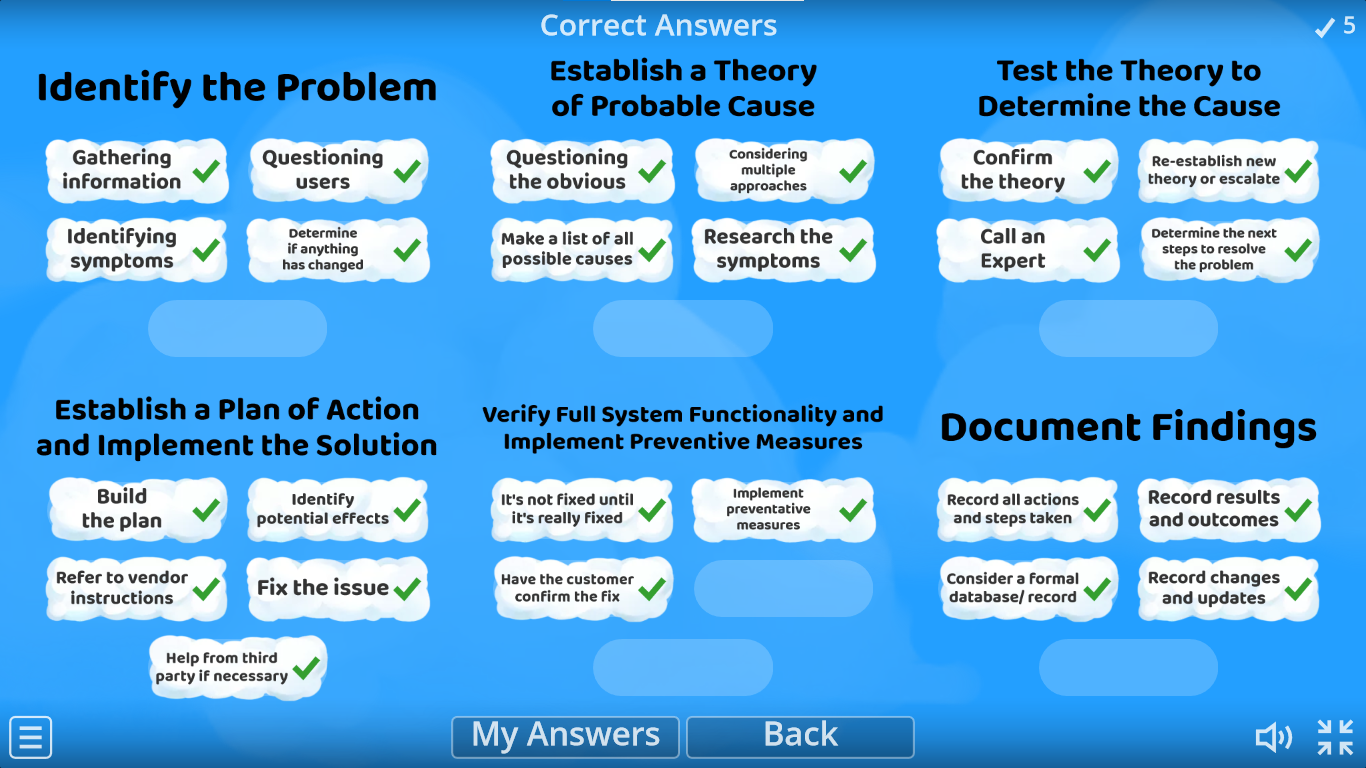 Correct Answers
5
Identify the Problem
Gathering
information
Questioning
users
Identifying
symptoms
Determine
if anything
has changed
Establish a Theory
of Probable Cause
Questioning
the obvious
Considering
multiple
approaches
Make a list of all
possible causes
Research the
symptoms
Test the Theory to
Determine the Cause
Confirm
the theory
Re-establish new
theory or escalate
Call an
Expert
Determine the next
steps to resolve
the problem
Establish a Plan of Action
and Implement the Solution
Build
the plan
Identify
potential effects
Refer to vendor
instructions
Fix the issue
Help from third
party if necessary
Verify Full System Functionality and
Implement Preventive Measures
It's not fixed until
it's really fixed
Implement
preventative
measures
Have the customer
confirm the fix
Document Findings
Record all actions
and steps taken
Record results
and outcomes
Consider a formal
database/ record
Record changes
and updates
My Answers
Back